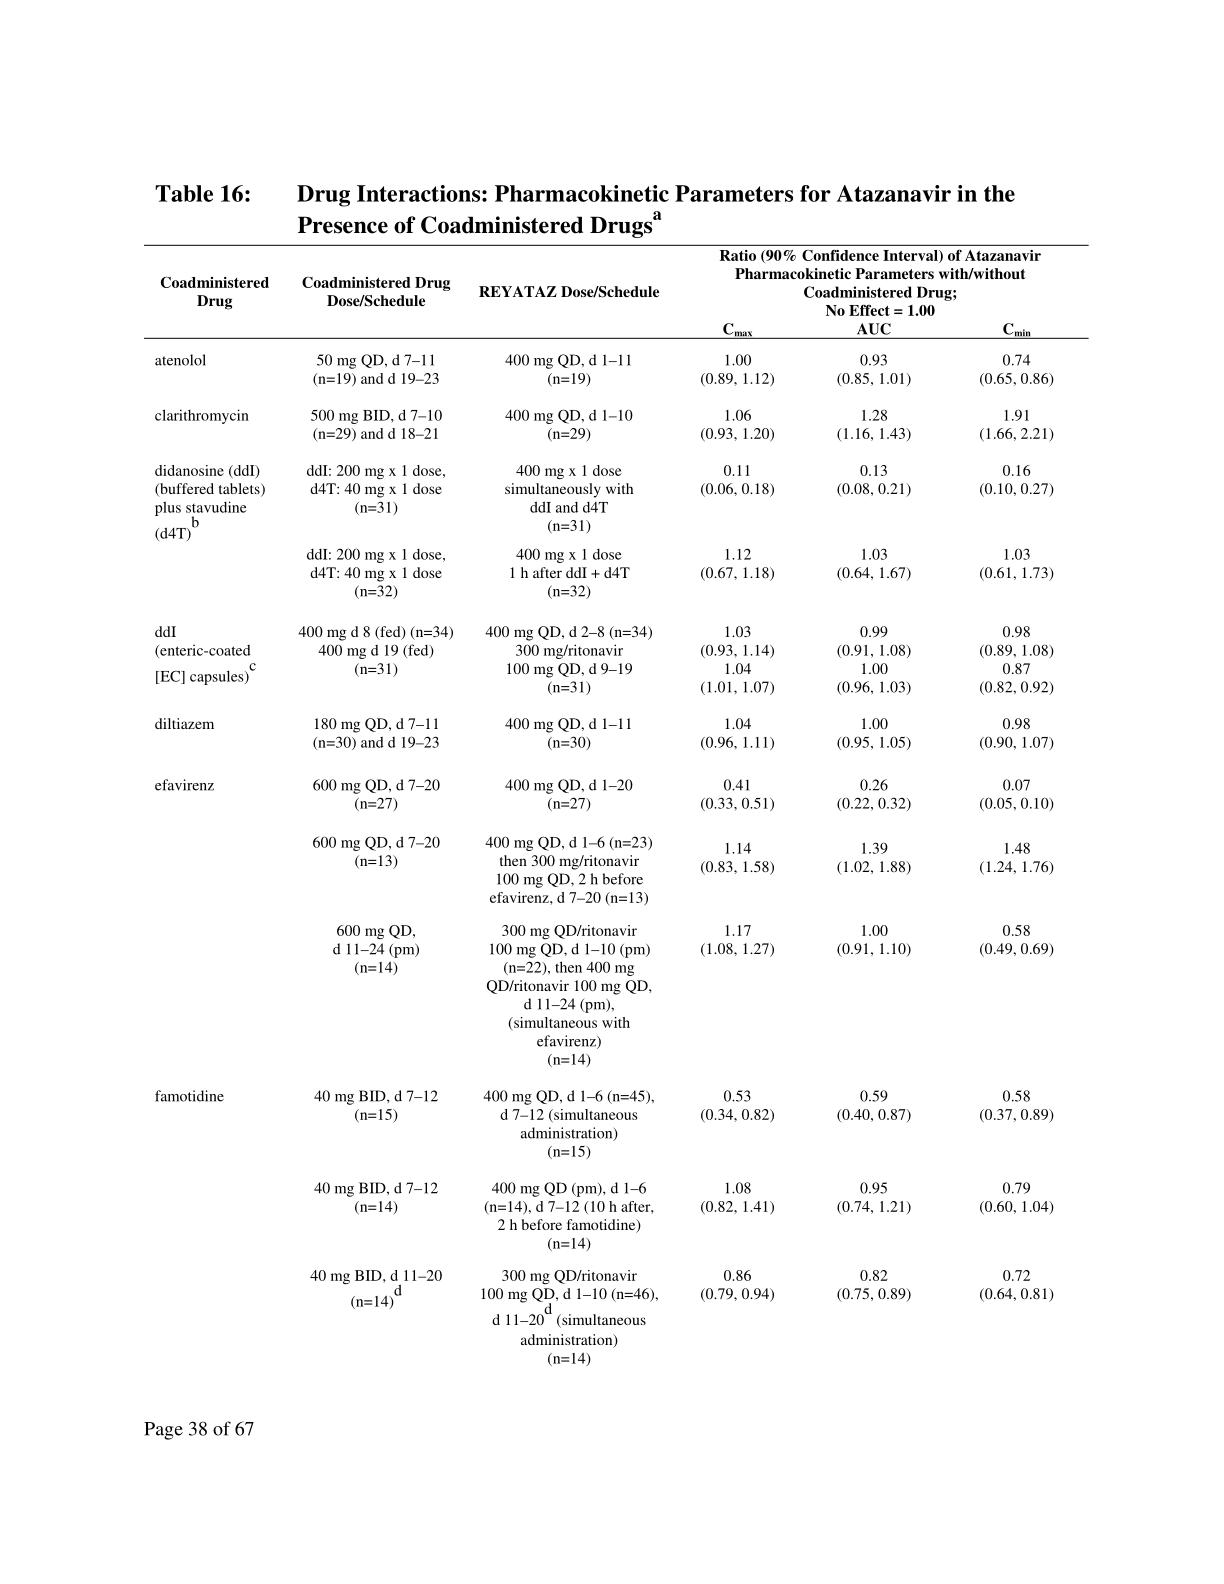 Table 16: Drug Interactions: Pharmacokinetic Parameters for Atazanavir in the
Presence of Coadministered Drugsa
Ratio (90% Confidence Interval) of Atazanavir
Pharmacokinetic Parameters with/without
Coadministered Drug;
No Effect = 1.00
Coadministered
Drug
Coadministered Drug
Dose/Schedule
REYATAZ Dose/Schedule
Cmax AUC Cmin
atenolol 50 mg QD, d 7–11 400 mg QD, d 1–11 1.00 0.93 0.74
(n=19) and d 19–23 (n=19) (0.89, 1.12) (0.85, 1.01) (0.65, 0.86)
clarithromycin 500 mg BID, d 7–10 400 mg QD, d 1–10 1.06 1.28 1.91
(n=29) and d 18–21 (n=29) (0.93, 1.20) (1.16, 1.43) (1.66, 2.21)
didanosine (ddI) ddI: 200 mg x 1 dose, 400 mg x 1 dose 0.11 0.13 0.16
(buffered tablets) d4T: 40 mg x 1 dose simultaneously with (0.06, 0.18) (0.08, 0.21) (0.10, 0.27)
plus stavudine (n=31) ddI and d4T
(d4T)b (n=31)
ddI: 200 mg x 1 dose, 400 mg x 1 dose 1.12 1.03 1.03
d4T: 40 mg x 1 dose 1 h after ddI + d4T (0.67, 1.18) (0.64, 1.67) (0.61, 1.73)
(n=32) (n=32)
ddI 400 mg d 8 (fed) (n=34) 400 mg QD, d 2–8 (n=34) 1.03 0.99 0.98
(enteric-coated 400 mg d 19 (fed) 300 mg/ritonavir (0.93, 1.14) (0.91, 1.08) (0.89, 1.08)
[EC] capsules)c (n=31) 100 mg QD, d 9–19 1.04 1.00 0.87
(n=31) (1.01, 1.07) (0.96, 1.03) (0.82, 0.92)
diltiazem 180 mg QD, d 7–11 400 mg QD, d 1–11 1.04 1.00 0.98
(n=30) and d 19–23 (n=30) (0.96, 1.11) (0.95, 1.05) (0.90, 1.07)
efavirenz 600 mg QD, d 7–20 400 mg QD, d 1–20 0.41 0.26 0.07
(n=27) (n=27) (0.33, 0.51) (0.22, 0.32) (0.05, 0.10)
600 mg QD, d 7–20 400 mg QD, d 1–6 (n=23) 1.14 1.39 1.48
(n=13) then 300 mg/ritonavir (0.83, 1.58) (1.02, 1.88) (1.24, 1.76)
100 mg QD, 2 h before
efavirenz, d 7–20 (n=13)
600 mg QD, 300 mg QD/ritonavir 1.17 1.00 0.58
d 11–24 (pm) 100 mg QD, d 1–10 (pm) (1.08, 1.27) (0.91, 1.10) (0.49, 0.69)
(n=14) (n=22), then 400 mg
QD/ritonavir 100 mg QD,
d 11–24 (pm),
(simultaneous with
efavirenz)
(n=14)
famotidine 40 mg BID, d 7–12 400 mg QD, d 1–6 (n=45), 0.53 0.59 0.58
(n=15) d 7–12 (simultaneous (0.34, 0.82) (0.40, 0.87) (0.37, 0.89)
administration)
(n=15)
40 mg BID, d 7–12 400 mg QD (pm), d 1–6 1.08 0.95 0.79
(n=14) (n=14), d 7–12 (10 h after, (0.82, 1.41) (0.74, 1.21) (0.60, 1.04)
2 h before famotidine)
(n=14)
40 mg BID, d 11–20 300 mg QD/ritonavir 0.86 0.82 0.72
(n=14)d 100 mg QD, d 1–10 (n=46), (0.79, 0.94) (0.75, 0.89) (0.64, 0.81)
d 11–20d (simultaneous
administration)
(n=14)
Page 38 of 67